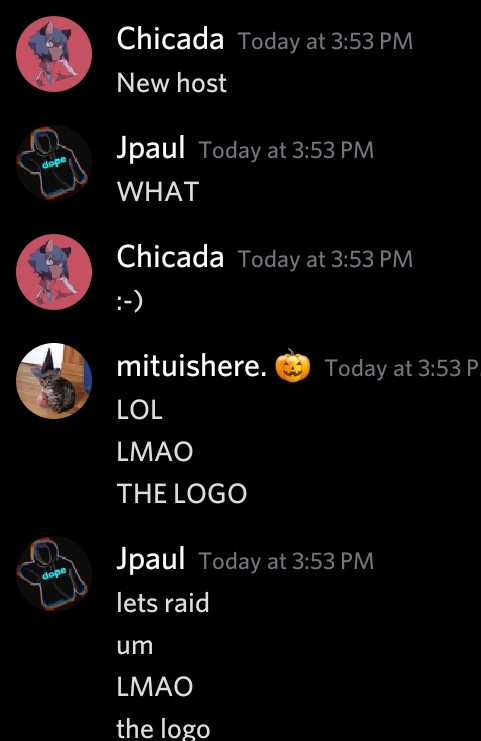 Chicada Today at 3:53 PM
New host
dope
Jpaul Today at 3:53 PM
WHAT
Chicada Today at 3:53 PM
:-)
mituishere. 🎃 Today at 3:53 P
LOL
LMAO
THE LOGO
dope
Jpaul Today at 3:53 PM
lets raid
um
LMAO
the logo